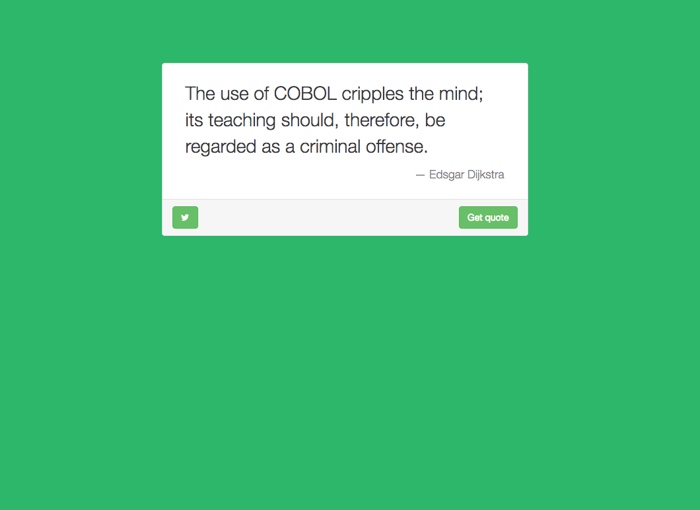 The use of COBOL cripples the mind;
its teaching should, therefore, be
regarded as a criminal offense.
— Edsgar Dijkstra
Get quote